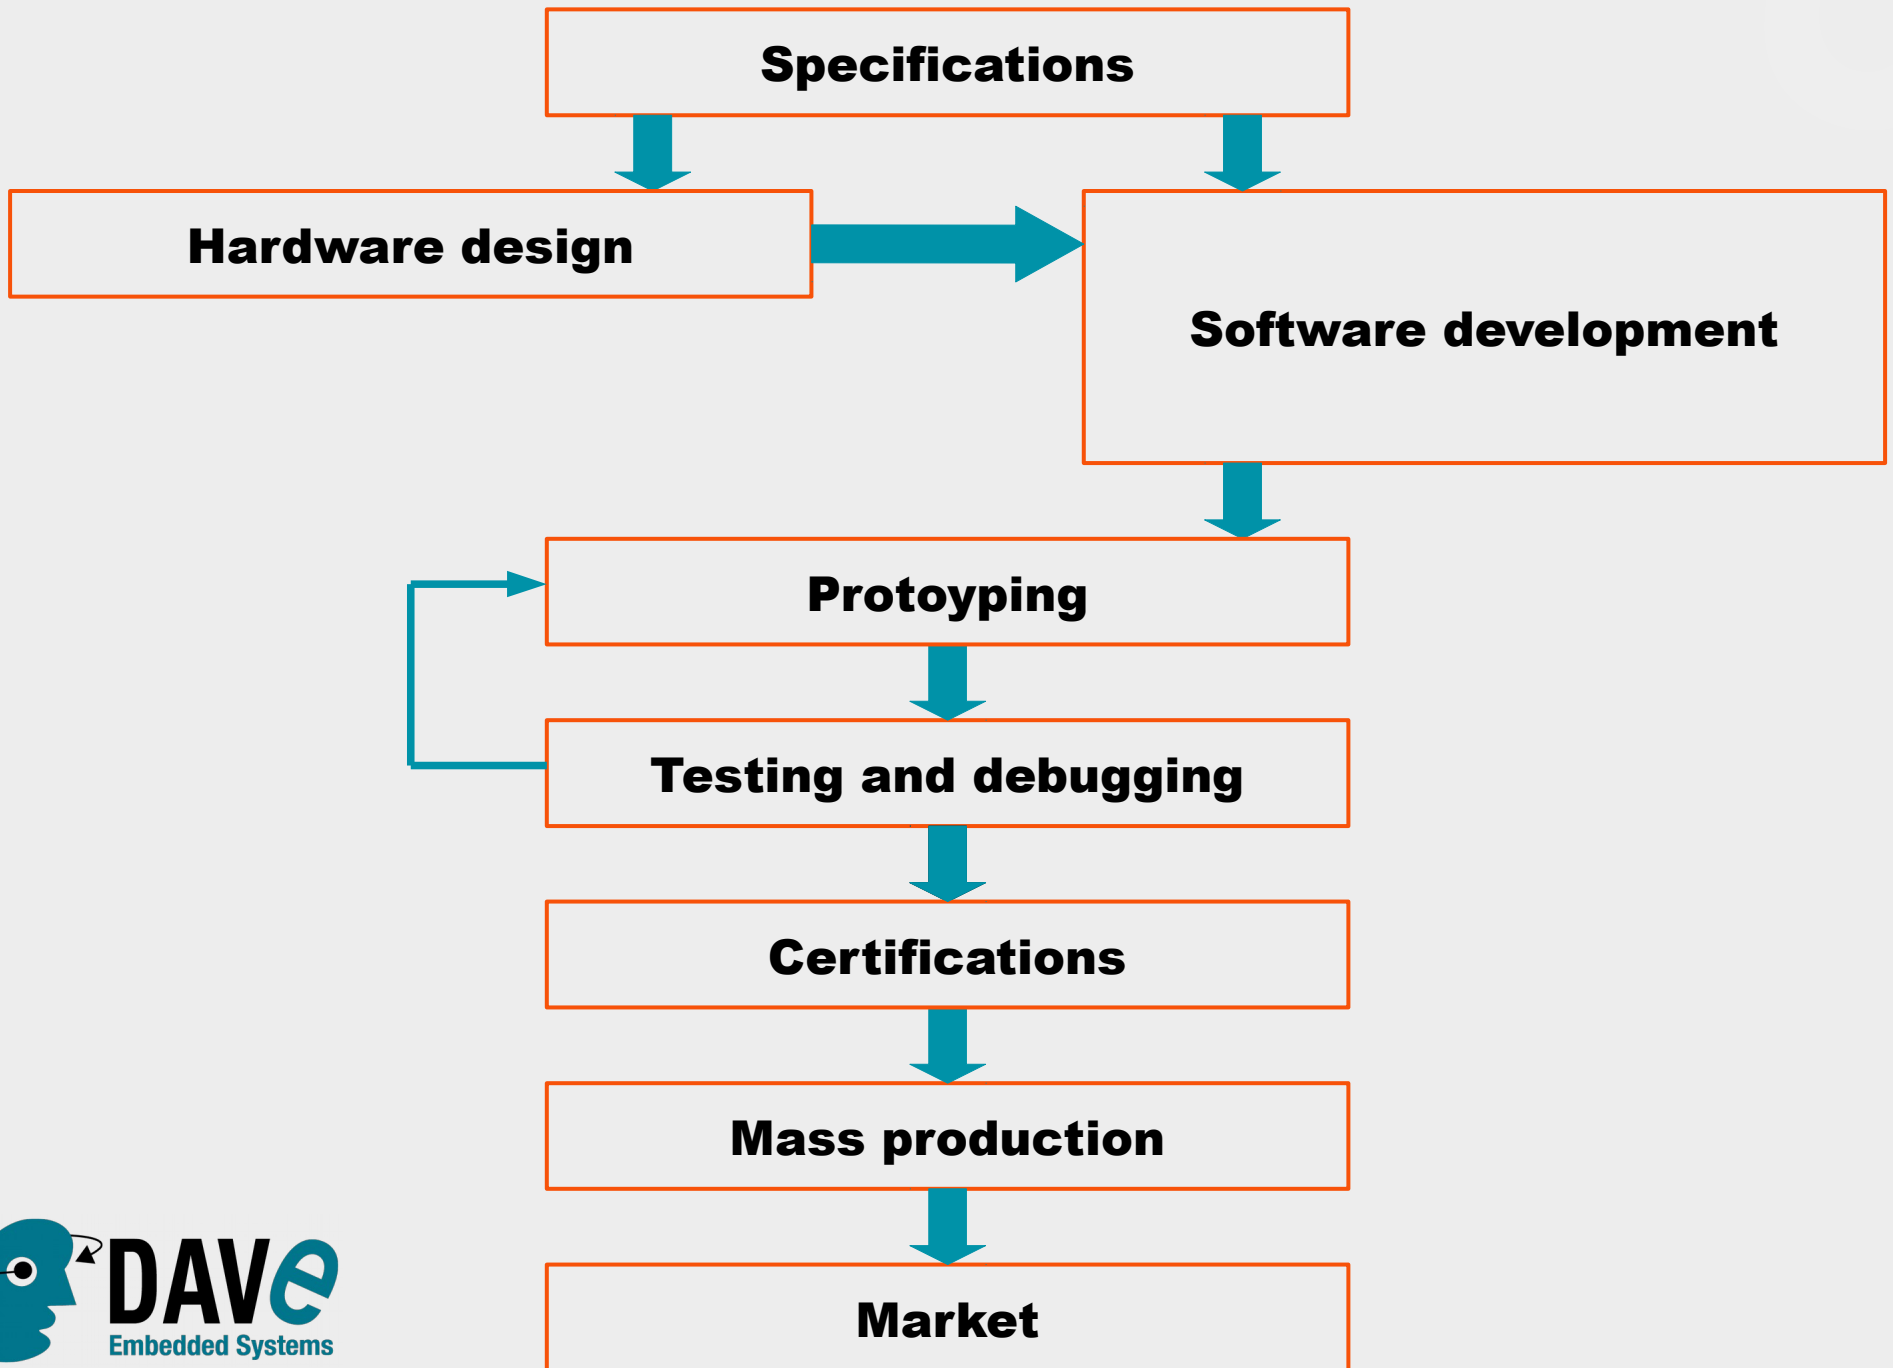 Specifications
Hardware design
Software development
Protoyping
Testing and debugging
Certifications
Mass production
Market
DAVe
Embedded Systems